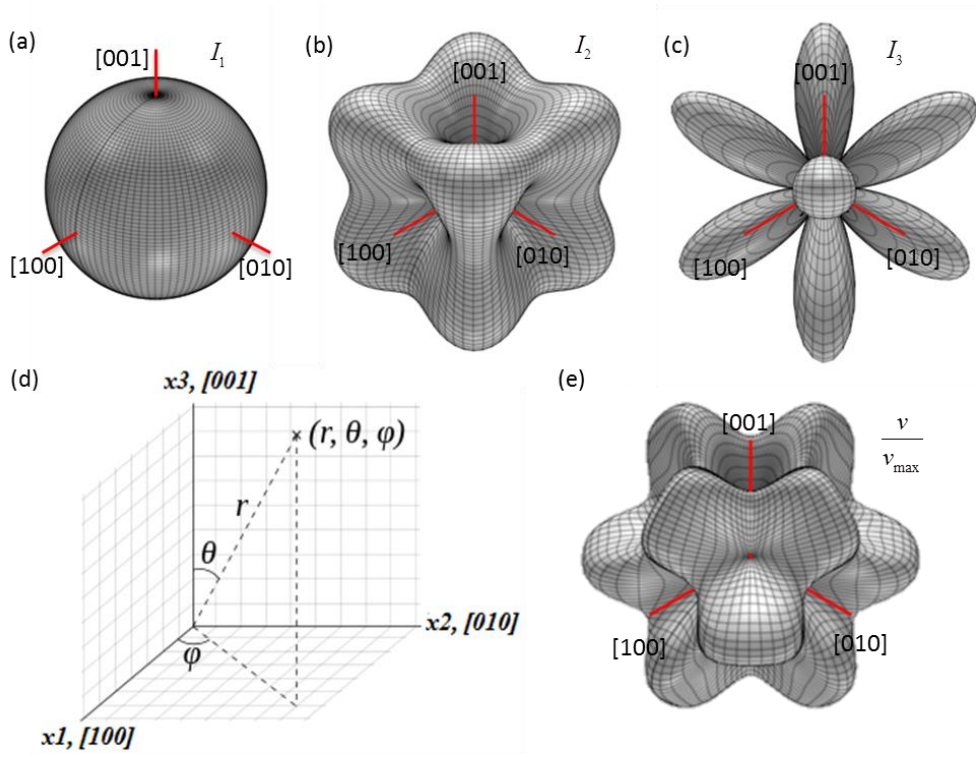 (a)
[001]
I₁
[100]
[010]
(b)
[001]
I₂
[100]
[010]
(c)
[001]
I₃
[100]
[010]
(d)
x3, [001]
(r, θ, φ)
r
θ
φ
x2, [010]
x1, [100]
(e)
[001]
v
vₘₐₓ
[100]
[010]